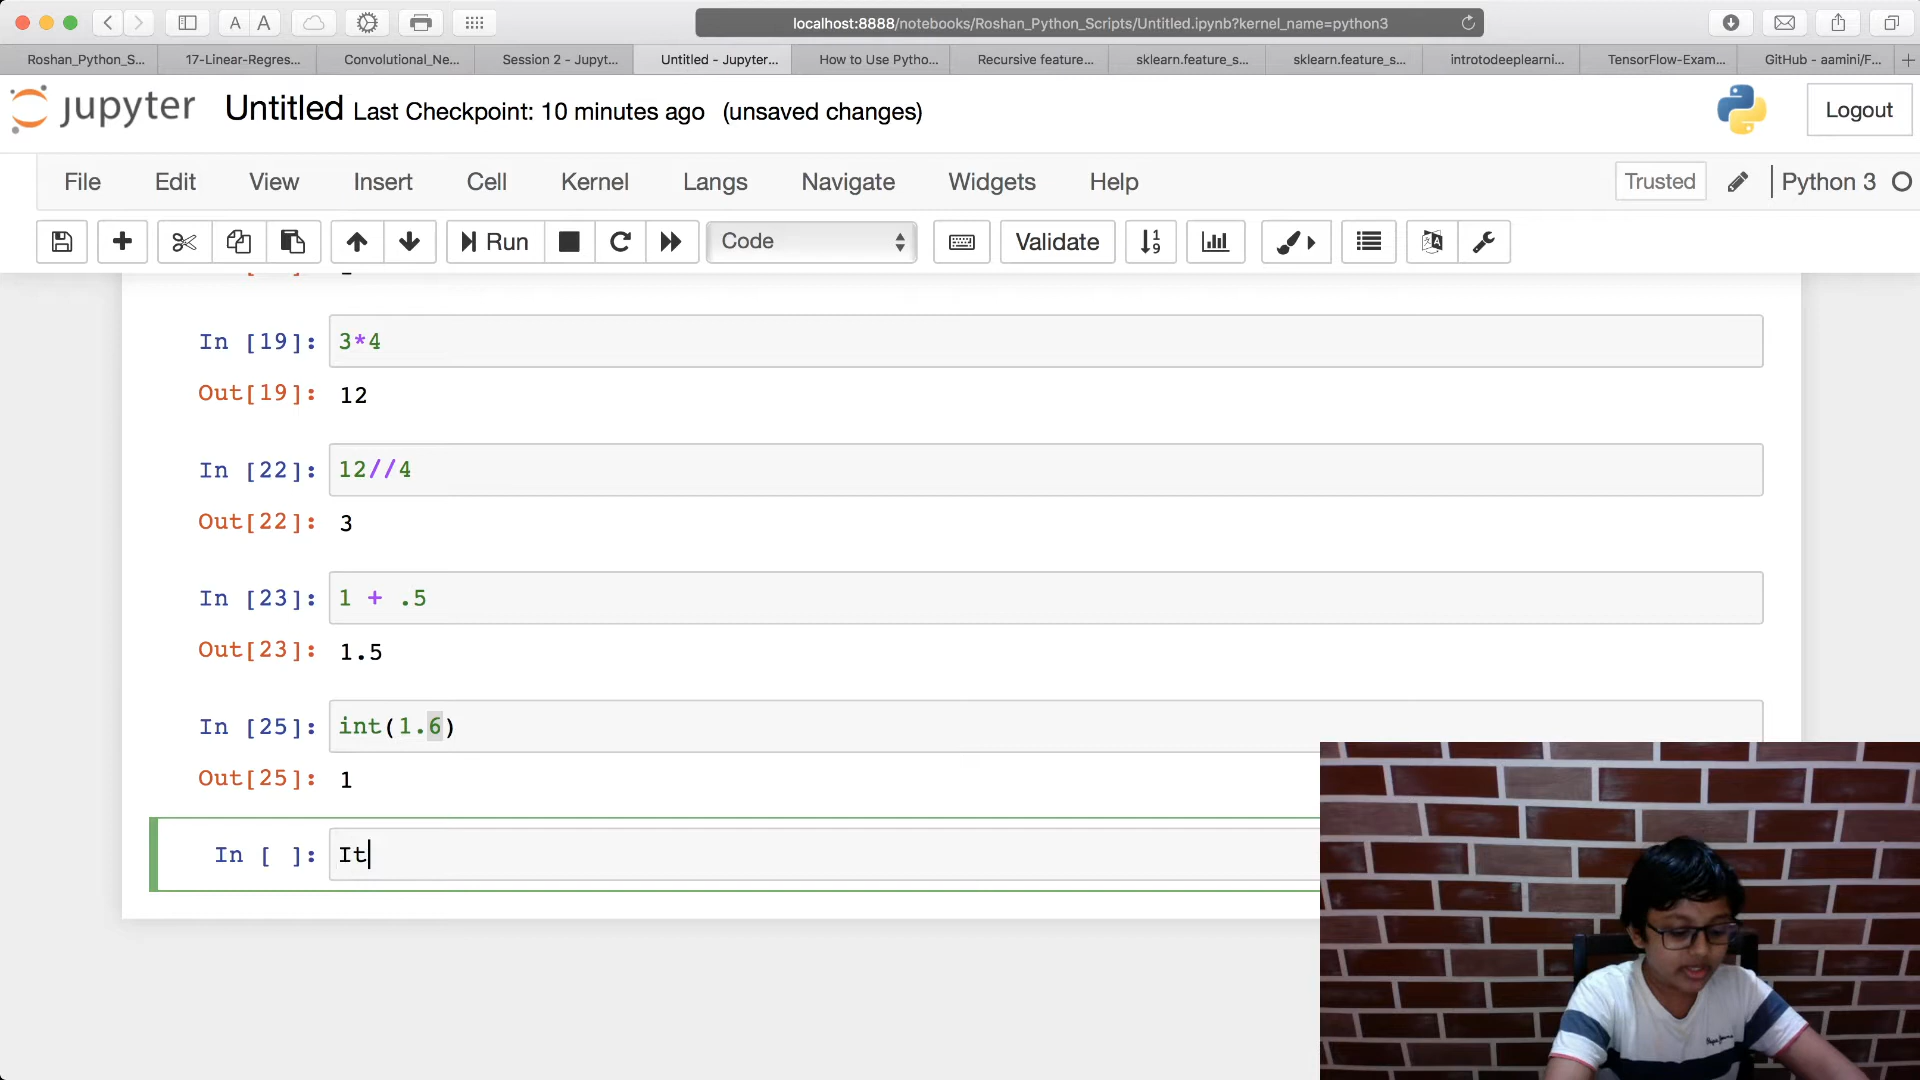 localhost:8888/notebooks/Roshan_Python_Scripts/Untitled.ipynb?kernel_name=python3
Roshan_Python_S... 17-Linear-Regres... Convolutional_Ne... Session 2 - Jupyt... Untitled - Jupyter... How to Use Pytho... Recursive feature... sklearn.feature_s... sklearn.feature_s... introtodeeplearni... TensorFlow-Exam... GitHub - aamini/F...
jupyter Untitled Last Checkpoint: 10 minutes ago (unsaved changes) Logout
File Edit View Insert Cell Kernel Langs Navigate Widgets Help Trusted Python 3
Run Code Validate
In [19]: 3*4
Out[19]: 12
In [22]: 12//4
Out[22]: 3
In [23]: 1 + .5
Out[23]: 1.5
In [25]: int(1.6)
Out[25]: 1
In [ ]: It